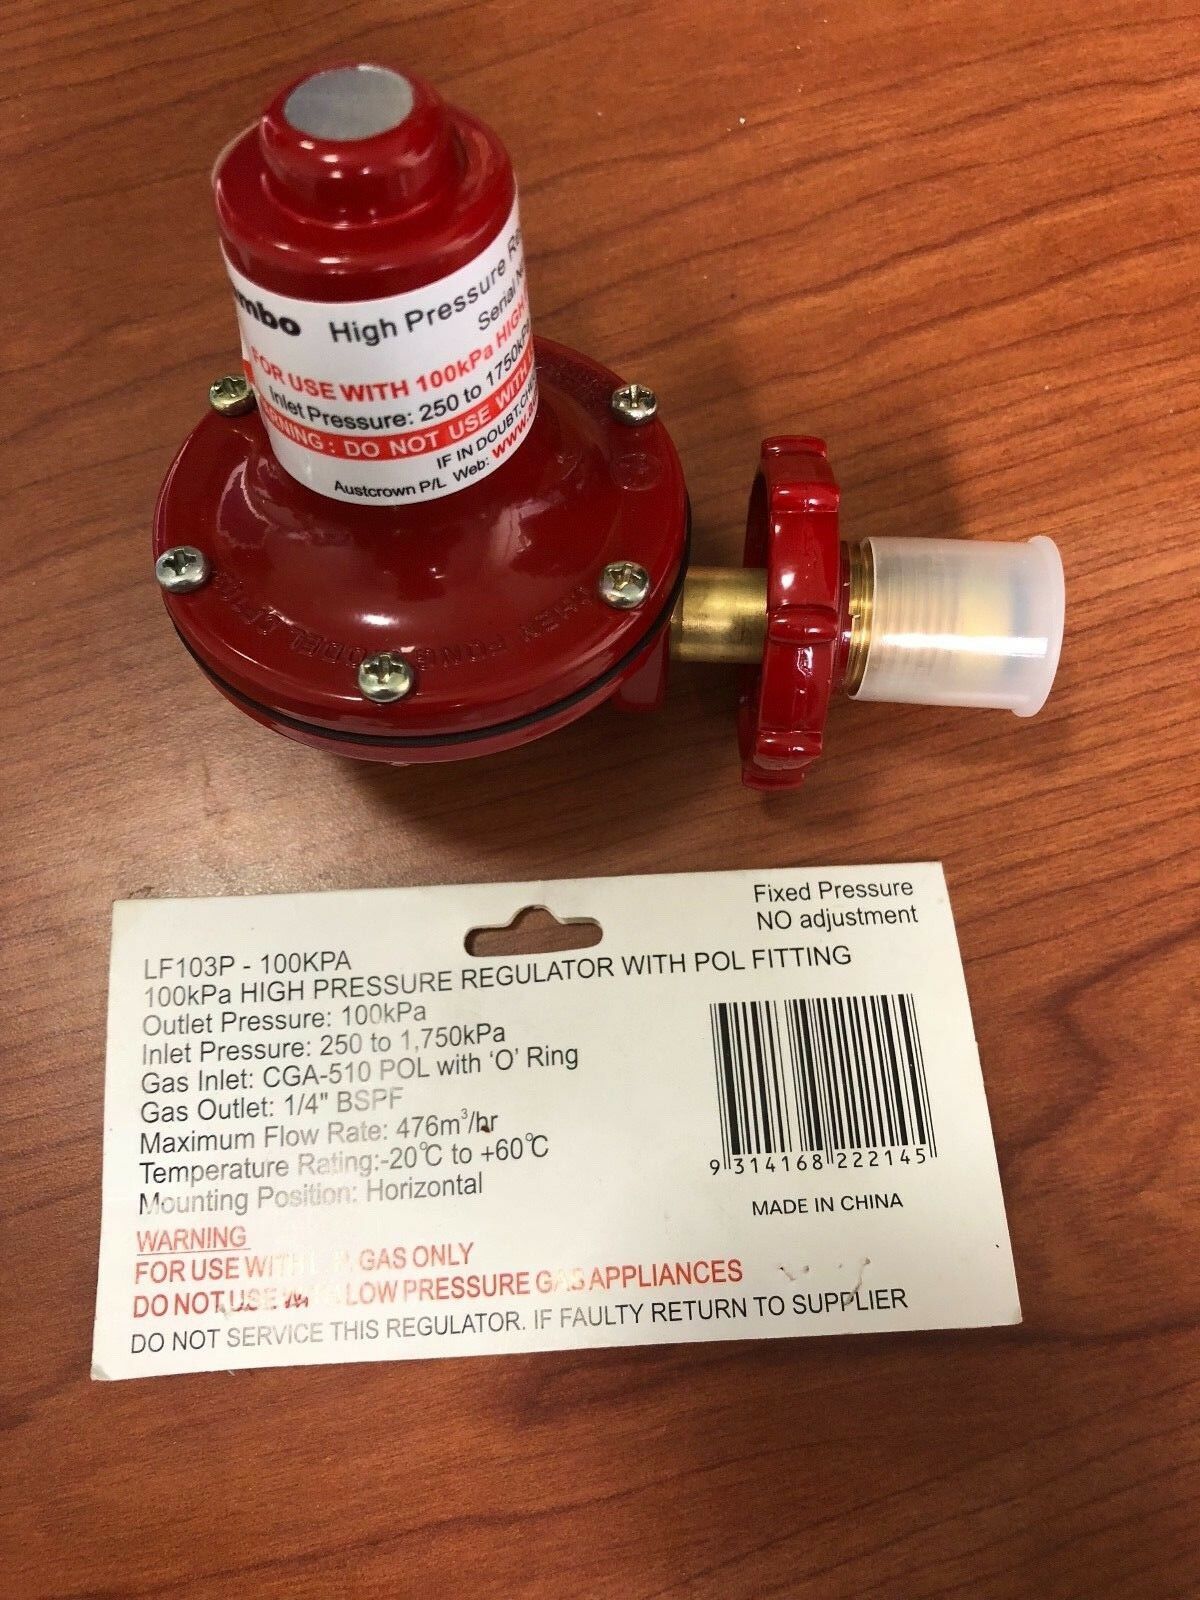 mbo High Pressure
Serial
FOR USE WITH 100kPa HIGH
Inlet Pressure: 250 to 1750kPa
NING: DO NOT USE WITH
IF IN DOUBT.
Austcrown P/L Web: www.
Fixed Pressure
NO adjustment
LF103P - 100KPA
100kPa HIGH PRESSURE REGULATOR WITH POL FITTING
Outlet Pressure: 100kPa
Inlet Pressure: 250 to 1,750kPa
Gas Inlet: CGA-510 POL with 'O' Ring
Gas Outlet: 1/4" BSPF
Maximum Flow Rate: 476m³/hr
Temperature Rating:-20℃ to +60℃
Mounting Position: Horizontal
9 314168 222145
MADE IN CHINA
WARNING
FOR USE WITH GAS ONLY
DO NOT USE LOW PRESSURE GAS APPLIANCES
DO NOT SERVICE THIS REGULATOR. IF FAULTY RETURN TO SUPPLIER